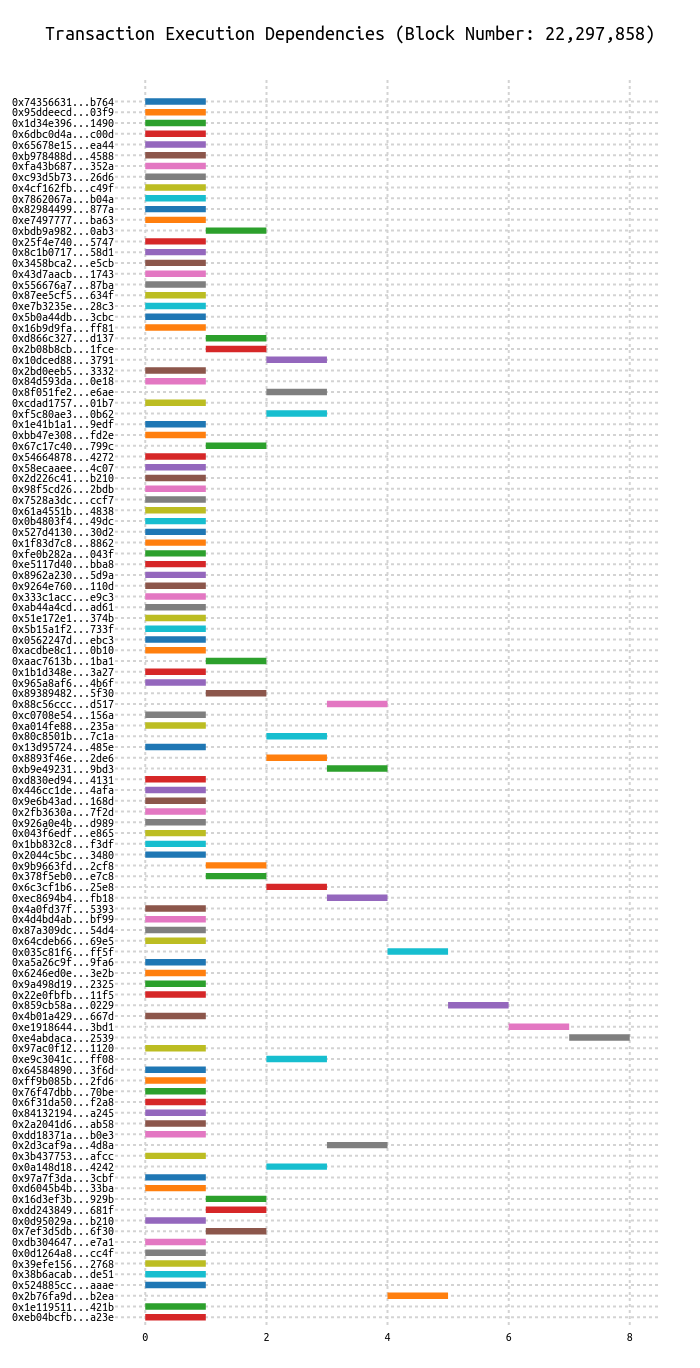 Transaction Execution Dependencies (Block Number: 22,297,858)
0x74356631...b764
0x95ddeecd...03f9
0x1d34e396...1490
0x6dbc0d4a...c00d
0x65678e15...ea44
0xb978488d...4588
0xfa43b687...352a
0xc93d5b73...26d6
0x4cf162fb...c49f
0x7862067a...b04a
0x82984499...877a
0xe7497777...ba63
0xbdb9a982...0ab3
0x25f4e740...5747
0x8c1b0717...58d1
0x3458bca2...e5cb
0x43d7aacb...1743
0x556676a7...87ba
0x87ee5cf5...634f
0xe7b3235e...28c3
0x5b0a44db...3cbc
0x16b9d9fa...ff81
0xd866c327...d137
0x2b08b8cb...1fce
0x10dced88...3791
0x2bd0eeb5...3332
0x84d593da...0e18
0x8f051fe2...e6ae
0xcdad1757...01b7
0xf5c80ae3...0b62
0x1e41b1a1...9edf
0xbb47e308...fd2e
0x67c17c40...799c
0x54664878...4272
0x58ecaaee...4c07
0x2d226c41...b210
0x98f5cd26...2bdb
0x7528a3dc...ccf7
0x61a4551b...4838
0x0b4803f4...49dc
0x527d4130...30d2
0x1f83d7c8...8862
0xfe0b282a...043f
0xe5117d40...bba8
0x8962a230...5d9a
0x9264e760...110d
0x333c1acc...e9c3
0xab44a4cd...ad61
0x51e172e1...374b
0x5b15a1f2...733f
0x0562247d...ebc3
0xacdbe8c1...0b10
0xaac7613b...1ba1
0x1b1d348e...3a27
0x965a8af6...4b6f
0x89389482...5f30
0x88c56ccc...d517
0xc0708e54...156a
0xa014fe88...235a
0x80c8501b...7c1a
0x13d95724...485e
0x8893f46e...2de6
0xb9e49231...9bd3
0xd830ed94...4131
0x446cc1de...4afa
0x9e6b43ad...168d
0x2fb3630a...7f2d
0x926a0e4b...d989
0x043f6edf...e865
0x1bb832c8...f3df
0x2044c5bc...3480
0x9b9663fd...2cf8
0x378f5eb0...e7c8
0x6c3cf1b6...25e8
0xec8694b4...fb18
0x4a0fd37f...5393
0x4d4bd4ab...bf99
0x87a309dc...54d4
0x64cdeb66...69e5
0x035c81f6...ff5f
0xa5a26c9f...9fa6
0x6246ed0e...3e2b
0x9a498d19...2325
0x22e0fbfb...11f5
0x859cb58a...0229
0x4b01a429...667d
0xe1918644...3bd1
0xe4abdaca...2539
0x97ac0f12...1120
0xe9c3041c...ff08
0x64584890...3f6d
0xff9b085b...2fd6
0x76f47dbb...70be
0x6f31da50...f2a8
0x84132194...a245
0x2a2041d6...ab58
0xdd18371a...b0e3
0x2d3caf9a...4d8a
0x3b437753...afcc
0x0a148d18...4242
0x97a7f3da...3cbf
0xd6045b4b...33ba
0x16d3ef3b...929b
0xdd243849...681f
0x0d95029a...b210
0x7ef3d5db...6f30
0xdb304647...e7a1
0x0d1264a8...cc4f
0x39efe156...2768
0x38b6acab...de51
0x524885cc...aaae
0x2b76fa9d...b2ea
0x1e119511...421b
0xeb04bcfb...a23e
0 2 4 6 8